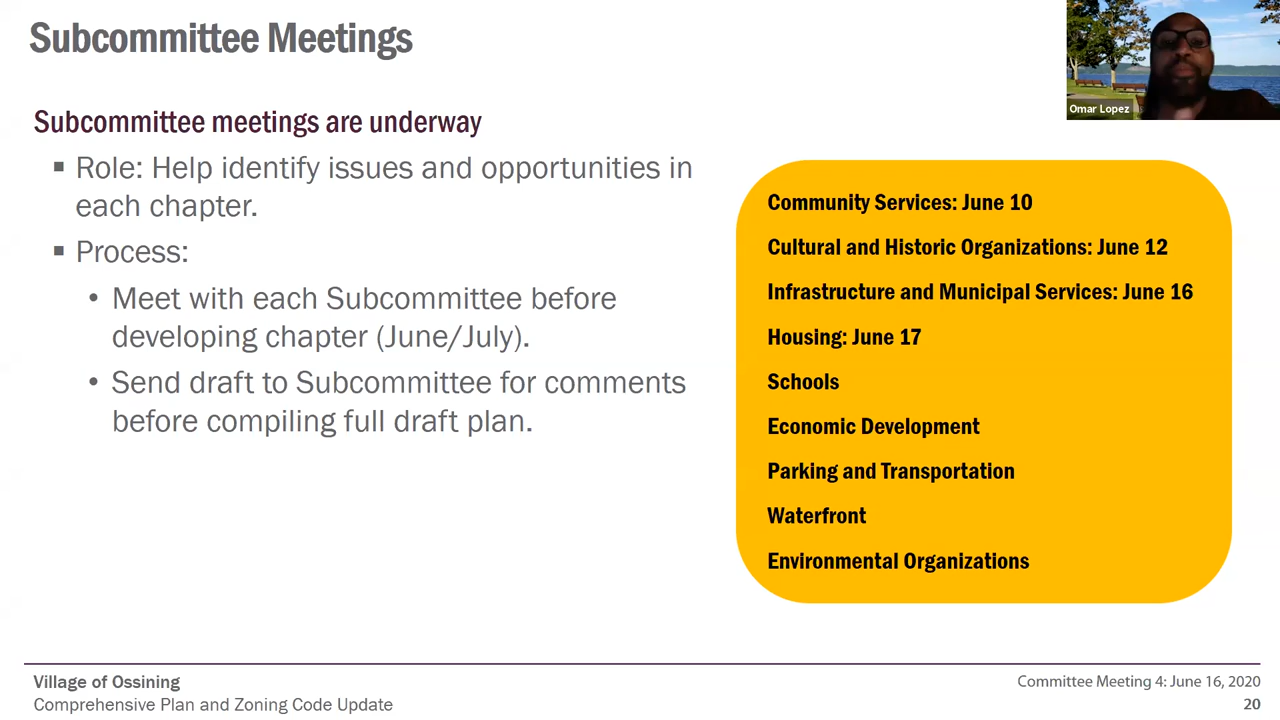 Subcommittee Meetings
Omar Lopez
Subcommittee meetings are underway
▪ Role: Help identify issues and opportunities in
each chapter.
▪ Process:
• Meet with each Subcommittee before
developing chapter (June/July).
• Send draft to Subcommittee for comments
before compiling full draft plan.
Community Services: June 10
Cultural and Historic Organizations: June 12
Infrastructure and Municipal Services: June 16
Housing: June 17
Schools
Economic Development
Parking and Transportation
Waterfront
Environmental Organizations
Village of Ossining
Comprehensive Plan and Zoning Code Update
Committee Meeting 4: June 16, 2020
20